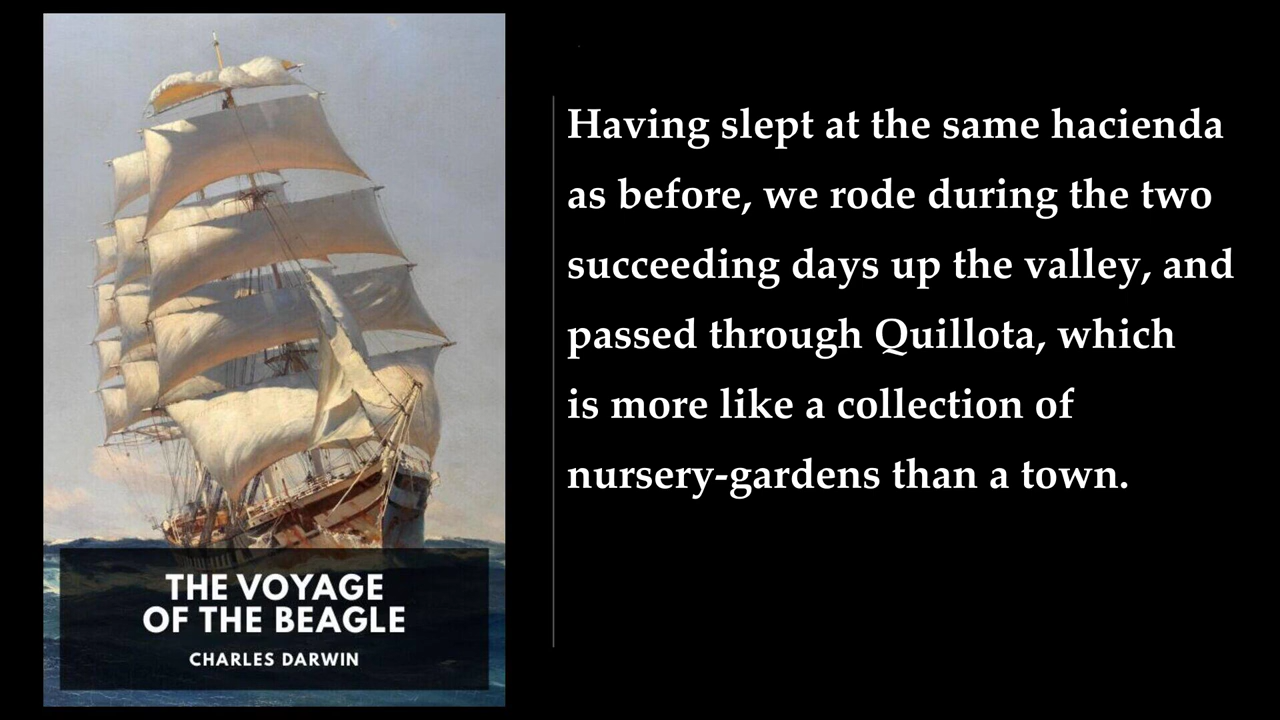 THE VOYAGE
OF THE BEAGLE
CHARLES DARWIN
Having slept at the same hacienda
as before, we rode during the two
succeeding days up the valley, and
passed through Quillota, which
is more like a collection of
nursery-gardens than a town.